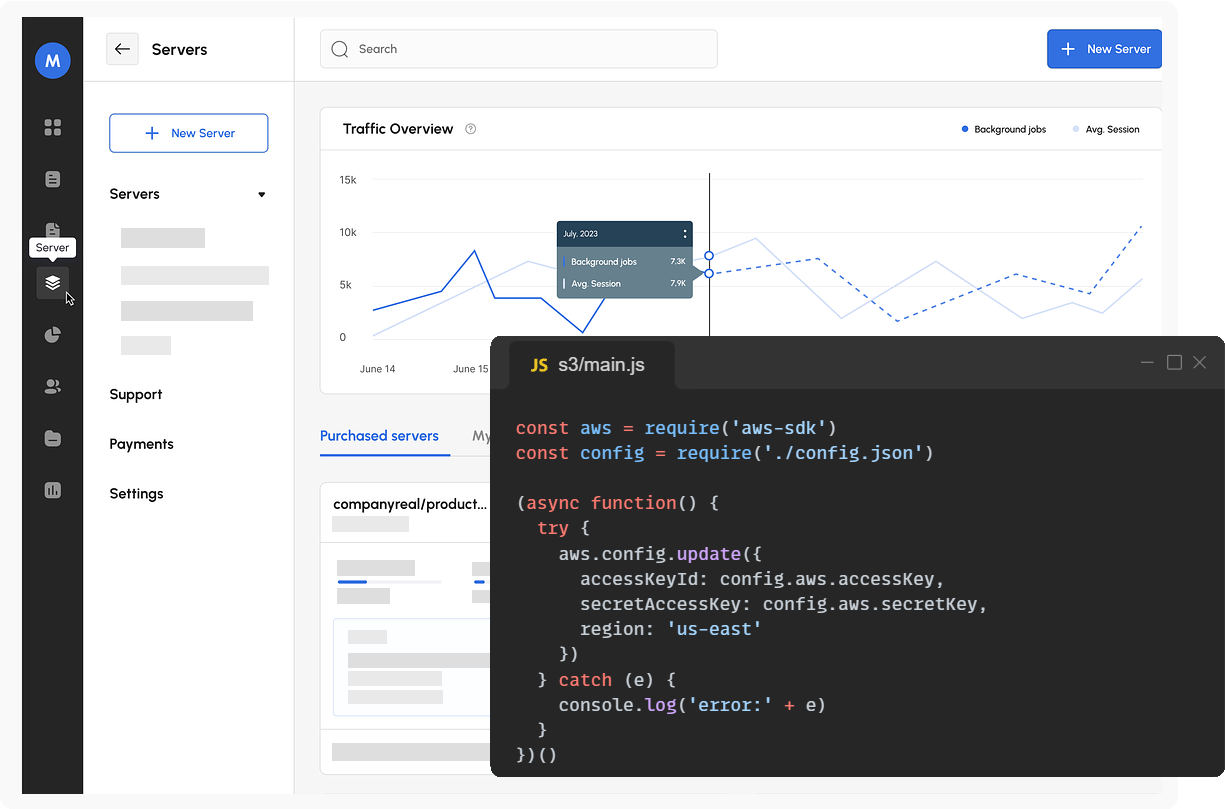 M
Servers
Search
+ New Server
+ New Server
Servers
Server
Support
Payments
Settings
Traffic Overview ?
Background jobs
Avg. Session
15k
10k
5k
0
July, 2023
Background jobs 7.3K
Avg. Session 7.9K
June 14
June 15
Purchased servers
My
companyreal/product...
JS s3/main.js
const aws = require('aws-sdk')
const config = require('./config.json')
(async function() {
  try {
    aws.config.update({
      accessKeyId: config.aws.accessKey,
      secretAccessKey: config.aws.secretKey,
      region: 'us-east'
    })
  } catch (e) {
    console.log('error:' + e)
  }
})()